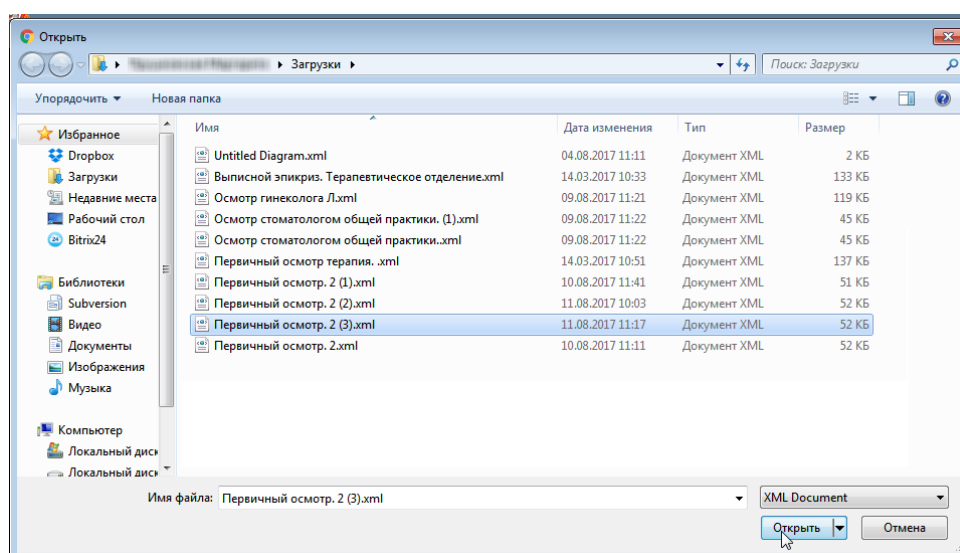 Открыть
Загрузки
Поиск: Загрузки
Упорядочить Новая папка
Имя Дата изменения Тип Размер
Избранное
Dropbox
Загрузки
Недавние места
Рабочий стол
Bitrix24
Библиотеки
Subversion
Видео
Документы
Изображения
Музыка
Компьютер
Локальный диск
Локальный диск
Untitled Diagram.xml 04.08.2017 11:11 Документ XML 2 КБ
Выписной эпикриз. Терапевтическое отделение.xml 14.03.2017 10:33 Документ XML 133 КБ
Осмотр гинеколога Л.xml 09.08.2017 11:21 Документ XML 119 КБ
Осмотр стоматологом общей практики. (1).xml 09.08.2017 11:22 Документ XML 45 КБ
Осмотр стоматологом общей практики..xml 09.08.2017 11:22 Документ XML 45 КБ
Первичный осмотр терапия. .xml 14.03.2017 10:51 Документ XML 137 КБ
Первичный осмотр. 2 (1).xml 10.08.2017 11:41 Документ XML 51 КБ
Первичный осмотр. 2 (2).xml 11.08.2017 10:03 Документ XML 52 КБ
Первичный осмотр. 2 (3).xml 11.08.2017 11:17 Документ XML 52 КБ
Первичный осмотр. 2.xml 10.08.2017 11:11 Документ XML 52 КБ
Имя файла: Первичный осмотр. 2 (3).xml XML Document
Открыть Отмена